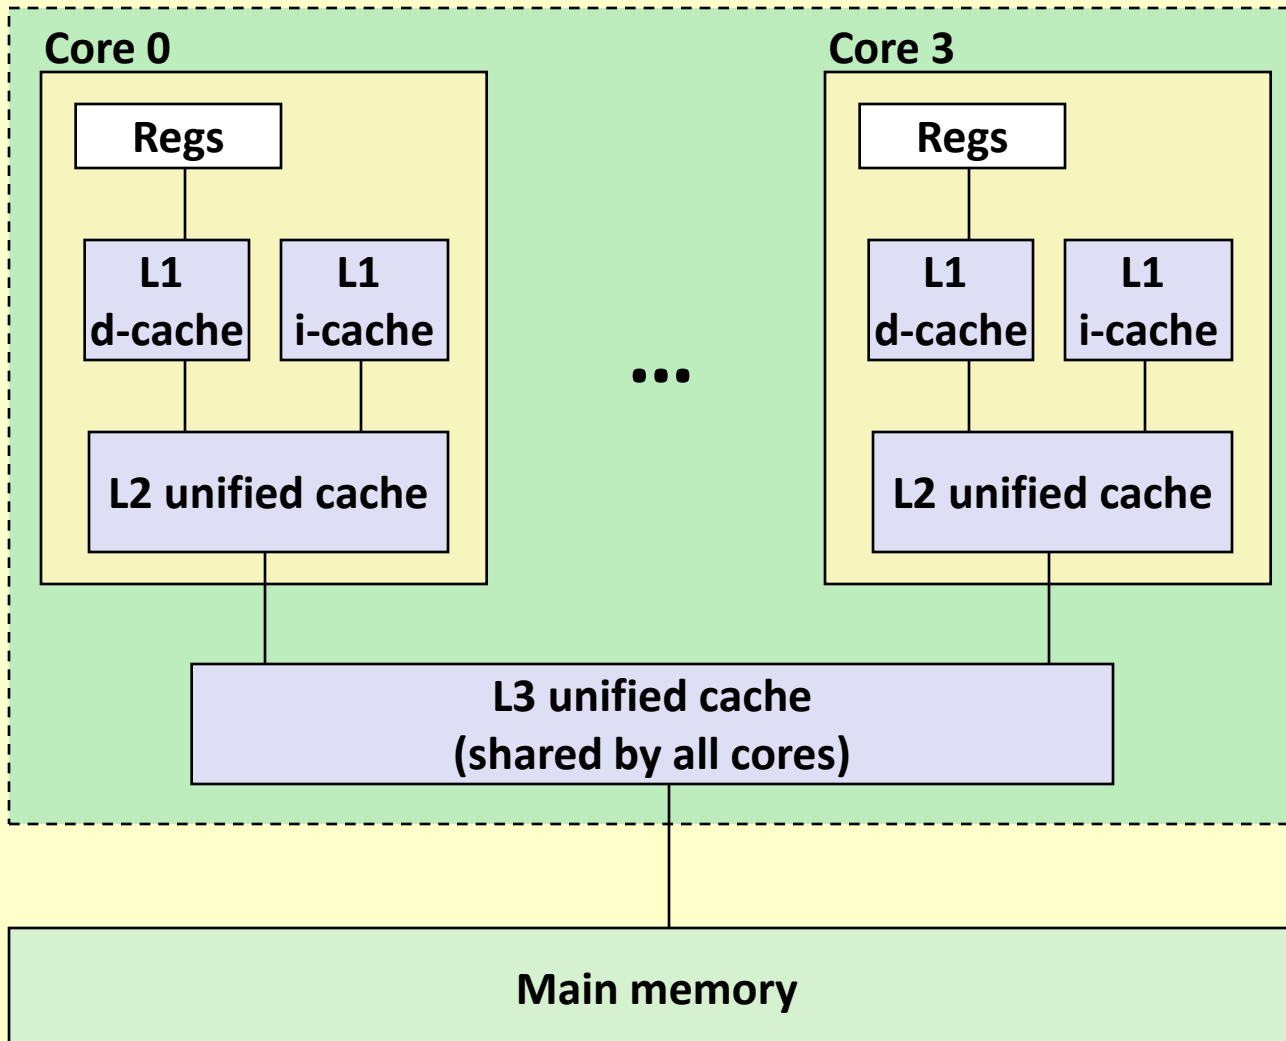 Core 0
Regs
L1
d-cache
L1
i-cache
L2 unified cache
...
Core 3
Regs
L1
d-cache
L1
i-cache
L2 unified cache
L3 unified cache
(shared by all cores)
Main memory